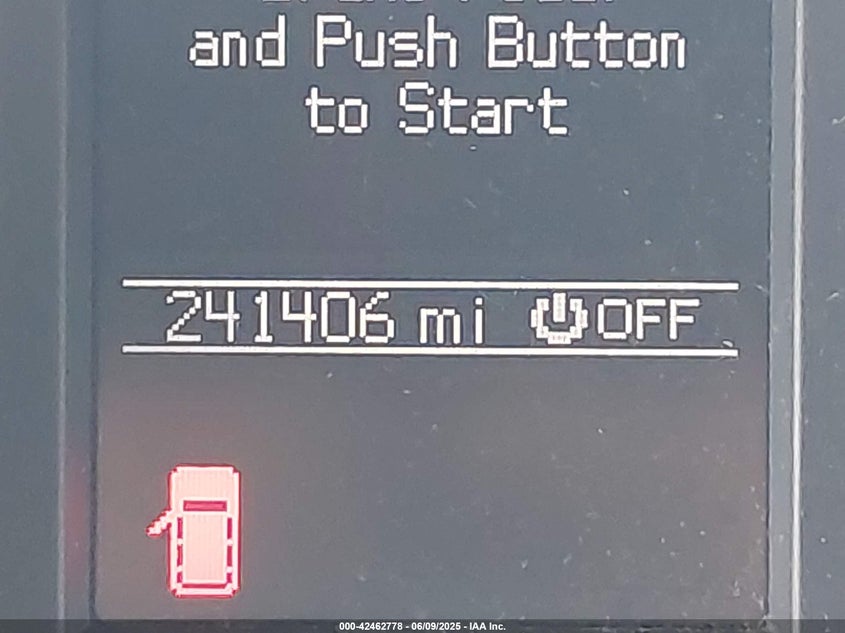 and Push Button
to Start
241406 mi OFF
000-42462778 - 06/09/2025 - IAA Inc.